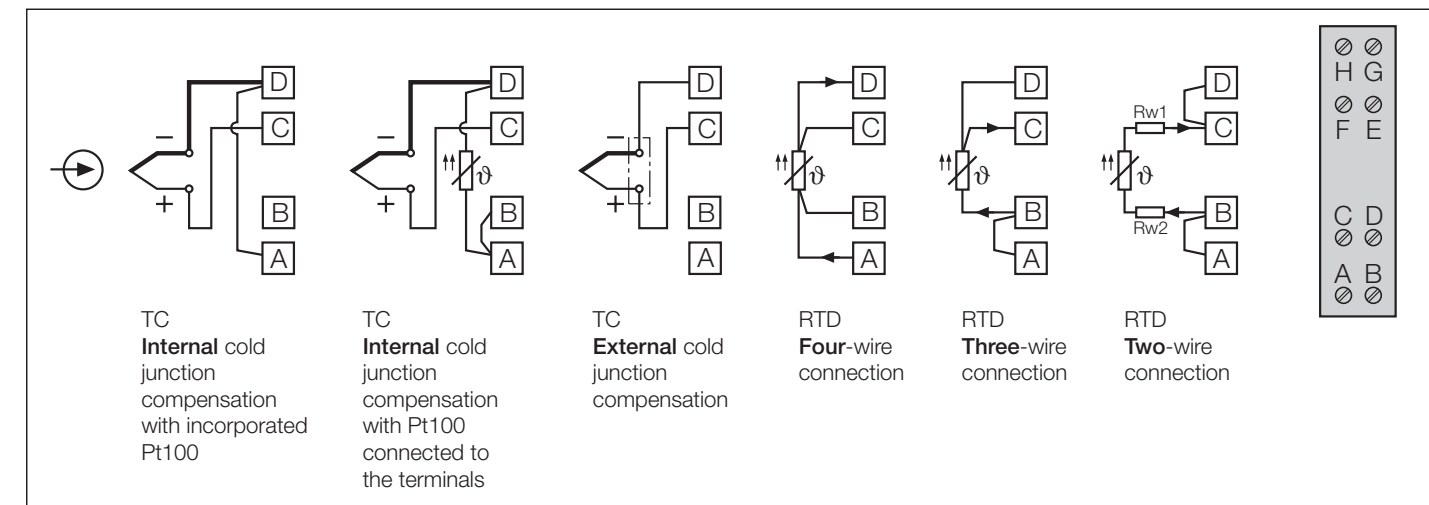 D
C
B
A
− +
D
C
B
A
− +
ϑ
D
C
B
A
− +
D
C
B
A
ϑ
D
C
B
A
ϑ
D
C
B
A
Rw1
ϑ
Rw2
H G
F E
C D
A B
TC
Internal cold
junction
compensation
with incorporated
Pt100
TC
Internal cold
junction
compensation
with Pt100
connected to
the terminals
TC
External cold
junction
compensation
RTD
Four-wire
connection
RTD
Three-wire
connection
RTD
Two-wire
connection